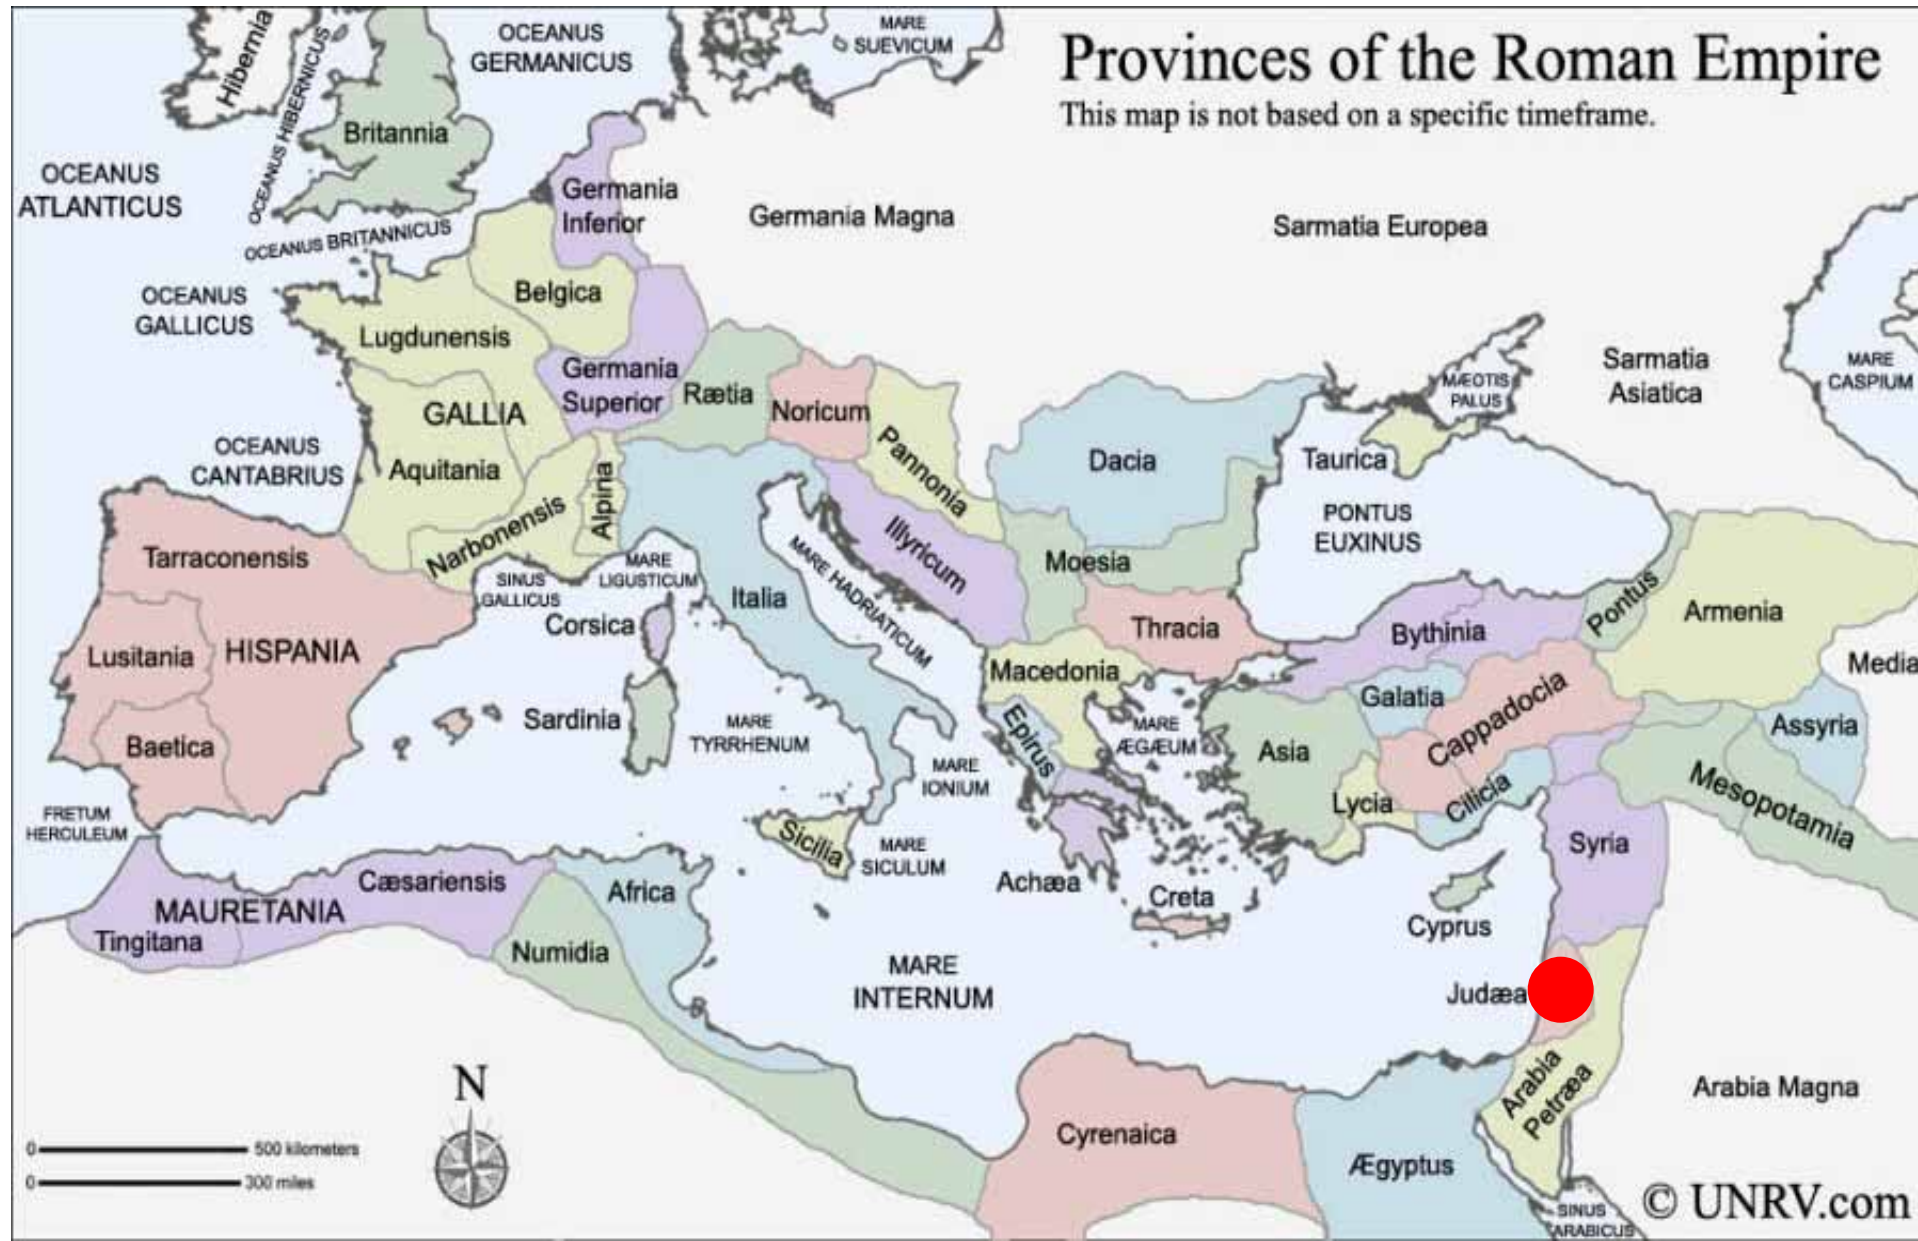 Provinces of the Roman Empire
This map is not based on a specific timeframe.
Hibernia
OCEANUS HIBERNICUS
Britannia
OCEANUS
GERMANICUS
MARE
SUEVICUM
OCEANUS
ATLANTICUS
OCEANUS BRITANNICUS
Germania
Inferior
Germania Magna
Sarmatia Europea
OCEANUS
GALLICUS
Belgica
Lugdunensis
Germania
Superior
Rætia
Noricum
Pannonia
GALLIA
Aquitania
OCEANUS
CANTABRIUS
Narbonensis
Alpina
Dacia
Taurica
MÆOTIS
PALUS
Sarmatia
Asiatica
MARE
CASPIUM
PONTUS
EUXINUS
Tarraconensis
Lusitania
HISPANIA
Baetica
SINUS
GALLICUS
MARE
LIGUSTICUM
Corsica
Sardinia
Italia
MARE HADRIATICUM
Illyricum
Moesia
Thracia
Macedonia
Epirus
MARE
TYRRHENUM
MARE
IONIUM
MARE
ÆGÆUM
Bythinia
Pontus
Armenia
Media
Galatia
Cappadocia
Asia
Lycia
Cilicia
Assyria
Mesopotamia
Syria
FRETUM
HERCULEUM
Sicilia
MARE
SICULUM
Achæa
Creta
Cyprus
Cæsariensis
MAURETANIA
Tingitana
Africa
Numidia
MARE
INTERNUM
Judæa
Arabia
Petræa
Arabia Magna
Cyrenaica
Ægyptus
SINUS
ARABICUS
N
0 500 kilometers
0 300 miles
© UNRV.com